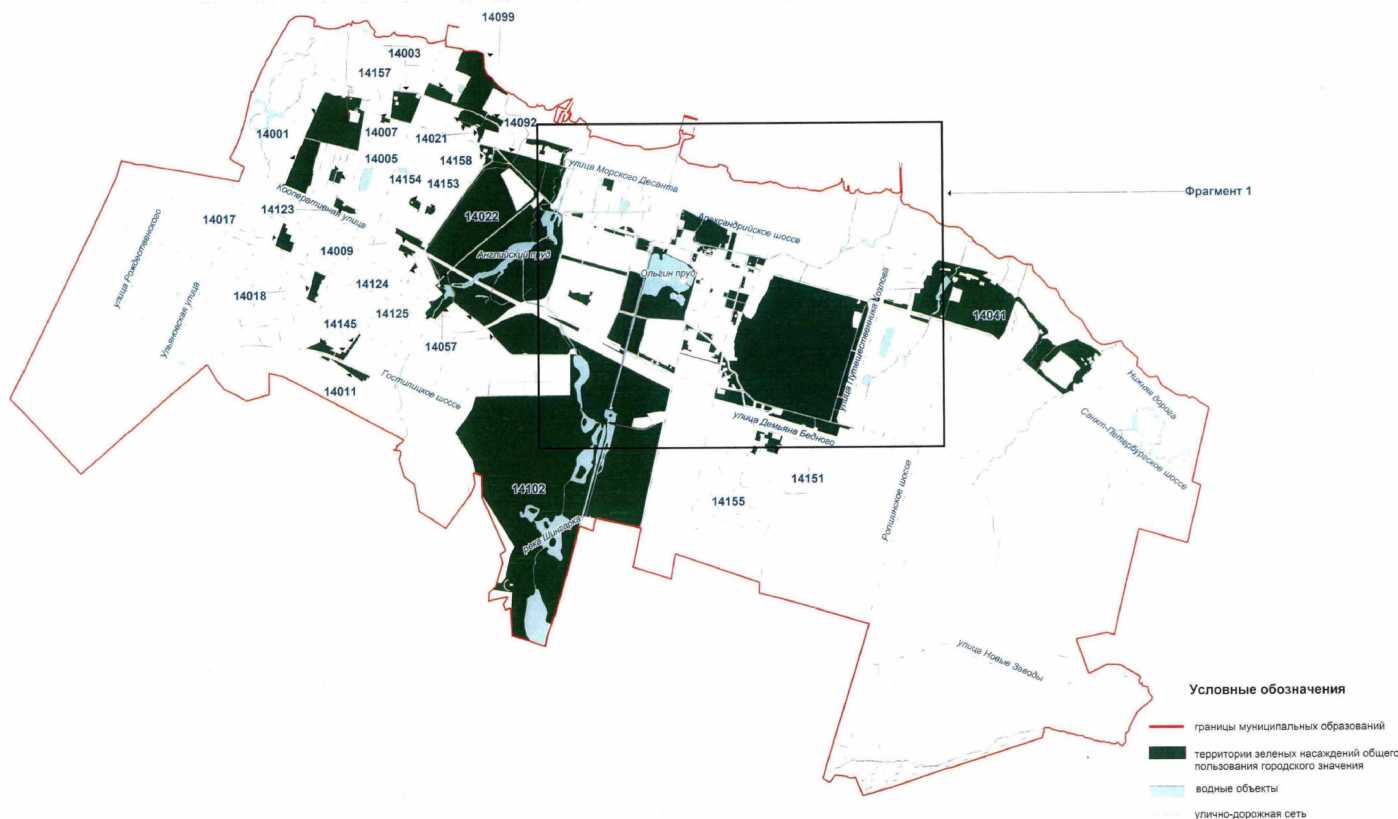 14099
14003
14157
14092
14001
14007
14021
14005
14158
14154
14153
улица Морского Десанта
Фрагмент 1
Кооперативная улица
14123
14017
14022
Александрийское шоссе
улица Рождественского
14009
Английский пруд
Ольгин пруд
14124
14018
Ульяновская улица
14125
14145
14057
улица Путешественника Козлова
14041
14011
Гостилицкое шоссе
Нижняя дорога
улица Демьяна Бедного
Санкт-Петербургское шоссе
14151
14102
14155
Ропшинское шоссе
река Шингарка
улица Новые Заводы
Условные обозначения
границы муниципальных образований
территории зеленых насаждений общего
пользования городского значения
водные объекты
улично-дорожная сеть